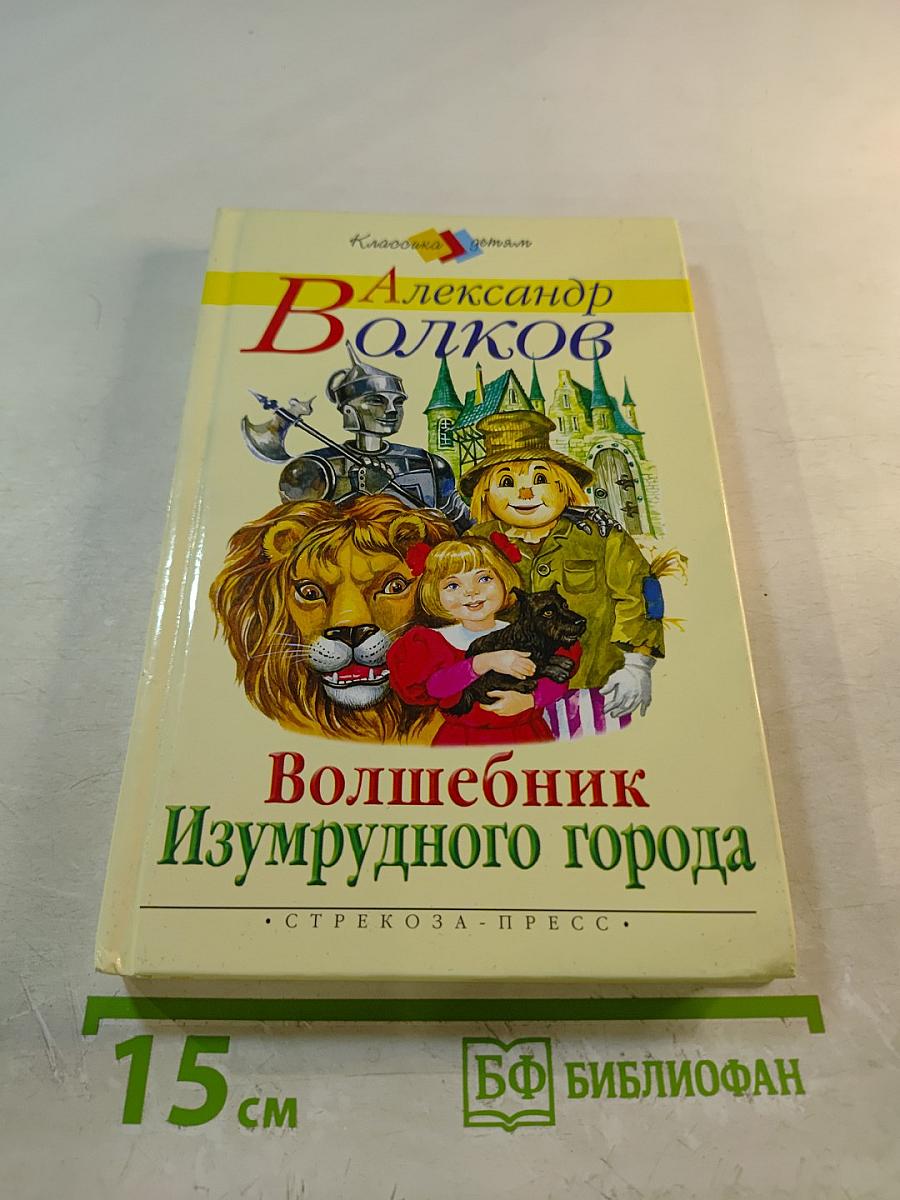 Классика детям
Александр
Волков
Волшебник
Изумрудного города
• СТРЕКОЗА-ПРЕСС •
15 см
БФ БИБЛИОФАН